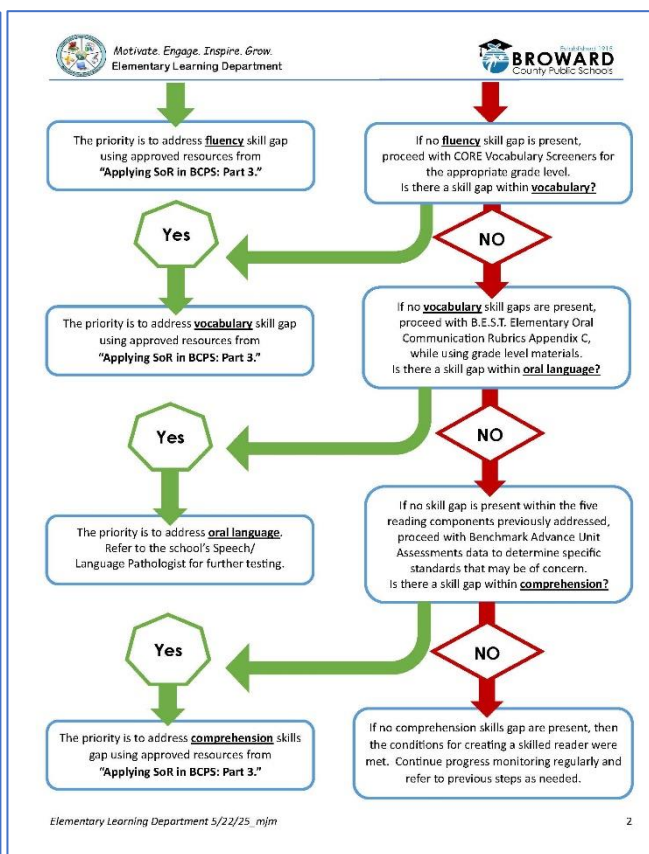 Motivate. Engage. Inspire. Grow.
Elementary Learning Department
Established 1915
BROWARD
County Public Schools
The priority is to address fluency skill gap
using approved resources from
"Applying SoR in BCPS: Part 3."
If no fluency skill gap is present,
proceed with CORE Vocabulary Screeners for
the appropriate grade level.
Is there a skill gap within vocabulary?
Yes
NO
The priority is to address vocabulary skill gap
using approved resources from
"Applying SoR in BCPS: Part 3."
If no vocabulary skill gaps are present,
proceed with B.E.S.T. Elementary Oral
Communication Rubrics Appendix C,
while using grade level materials.
Is there a skill gap within oral language?
Yes
NO
The priority is to address oral language.
Refer to the school's Speech/
Language Pathologist for further testing.
If no skill gap is present within the five
reading components previously addressed,
proceed with Benchmark Advance Unit
Assessments data to determine specific
standards that may be of concern.
Is there a skill gap within comprehension?
Yes
NO
The priority is to address comprehension skills
gap using approved resources from
"Applying SoR in BCPS: Part 3."
If no comprehension skills gap are present, then
the conditions for creating a skilled reader were
met. Continue progress monitoring regularly and
refer to previous steps as needed.
Elementary Learning Department 5/22/25_mjm
2